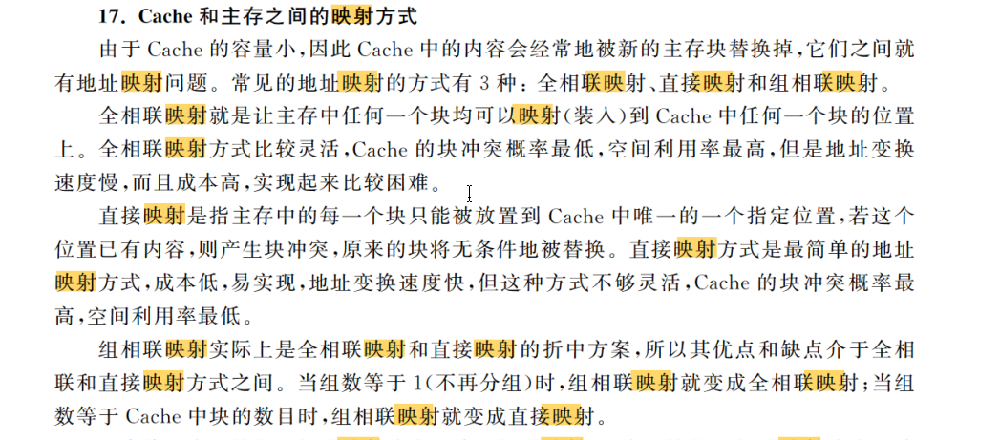 17. Cache 和主存之间的映射方式
由于 Cache 的容量小,因此 Cache 中的内容会经常地被新的主存块替换掉,它们之间就
有地址映射问题。常见的地址映射的方式有 3 种: 全相联映射、直接映射和组相联映射。
全相联映射就是让主存中任何一个块均可以映射(装入)到 Cache 中任何一个块的位置
上。全相联映射方式比较灵活,Cache 的块冲突概率最低,空间利用率最高,但是地址变换
速度慢,而且成本高,实现起来比较困难。
直接映射是指主存中的每一个块只能被放置到 Cache 中唯一的一个指定位置,若这个
位置已有内容,则产生块冲突,原来的块将无条件地被替换。直接映射方式是最简单的地址
映射方式,成本低,易实现,地址变换速度快,但这种方式不够灵活,Cache 的块冲突概率最
高,空间利用率最低。
组相联映射实际上是全相联映射和直接映射的折中方案,所以其优点和缺点介于全相
联和直接映射方式之间。当组数等于 1(不再分组)时,组相联映射就变成全相联映射;当组
数等于 Cache 中块的数目时,组相联映射就变成直接映射。